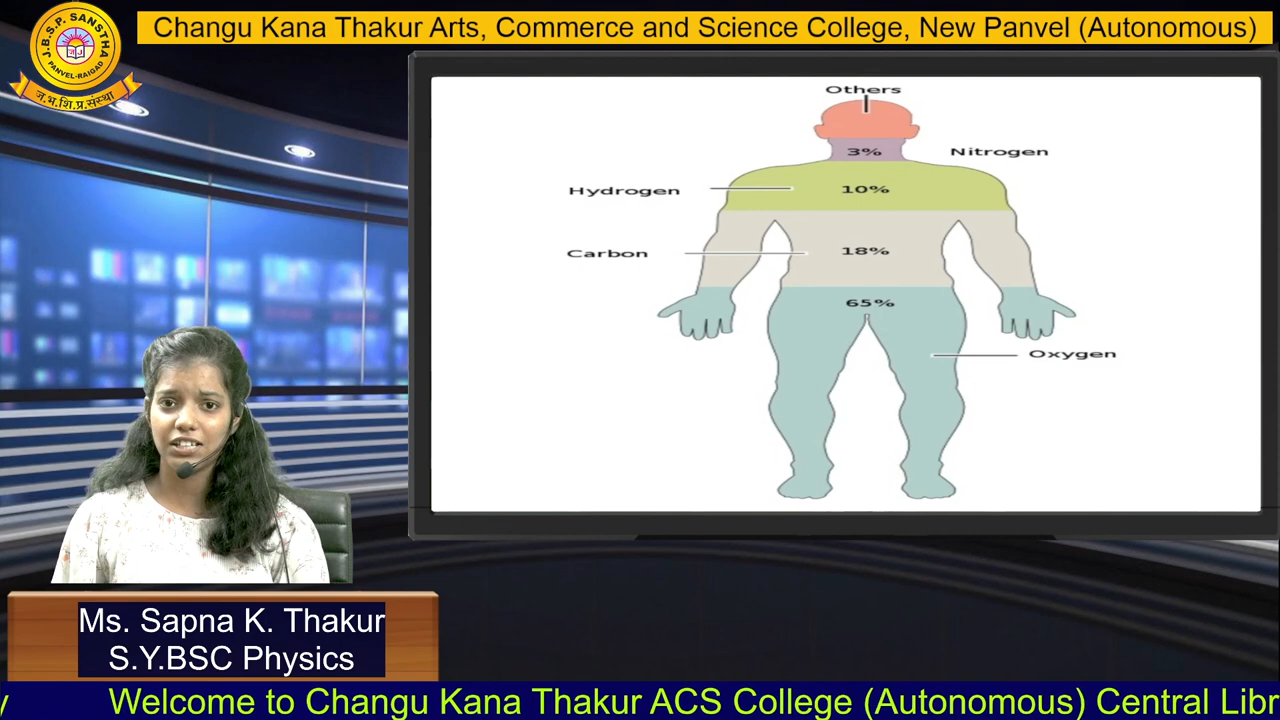 Changu Kana Thakur Arts, Commerce and Science College, New Panvel (Autonomous)
J.B.S.P. SANSTHA
PANVEL-RAIGAD
ज.भ.शि.प्र.संस्था
Others
3%
Nitrogen
Hydrogen
10%
Carbon
18%
65%
Oxygen
Ms. Sapna K. Thakur
S.Y.BSC Physics
y Welcome to Changu Kana Thakur ACS College (Autonomous) Central Libr